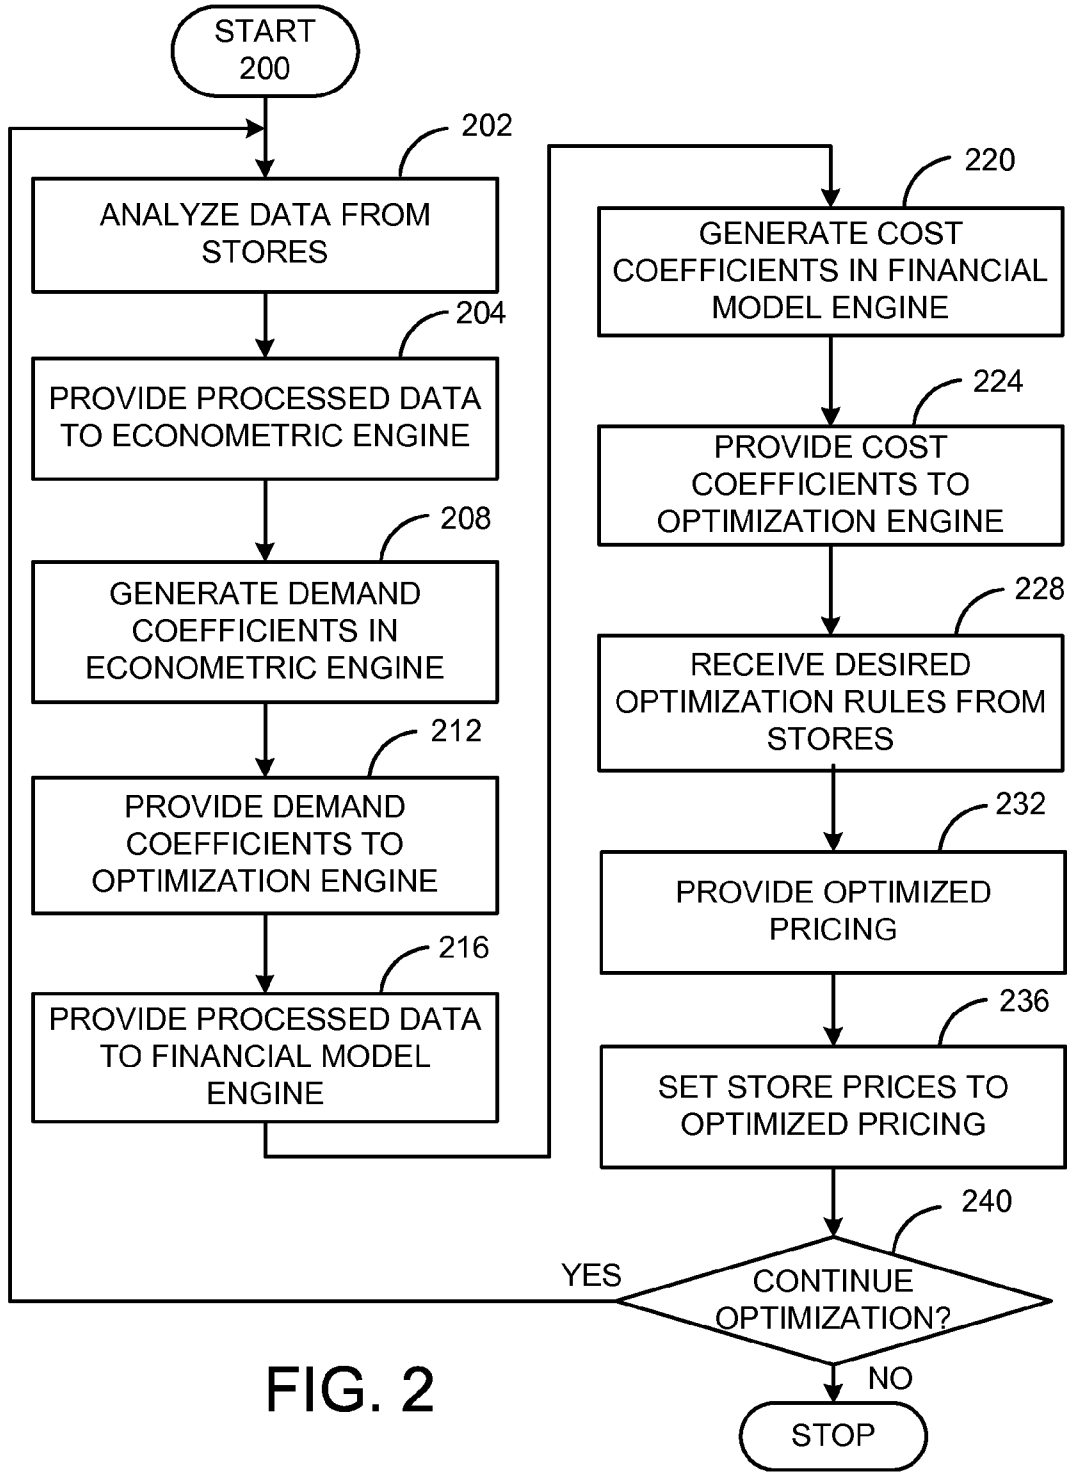 START
200
202
ANALYZE DATA FROM
STORES
204
PROVIDE PROCESSED DATA
TO ECONOMETRIC ENGINE
208
GENERATE DEMAND
COEFFICIENTS IN
ECONOMETRIC ENGINE
212
PROVIDE DEMAND
COEFFICIENTS TO
OPTIMIZATION ENGINE
216
PROVIDE PROCESSED DATA
TO FINANCIAL MODEL
ENGINE
220
GENERATE COST
COEFFICIENTS IN FINANCIAL
MODEL ENGINE
224
PROVIDE COST
COEFFICIENTS TO
OPTIMIZATION ENGINE
228
RECEIVE DESIRED
OPTIMIZATION RULES FROM
STORES
232
PROVIDE OPTIMIZED
PRICING
236
SET STORE PRICES TO
OPTIMIZED PRICING
240
CONTINUE
OPTIMIZATION?
YES
NO
STOP
FIG. 2